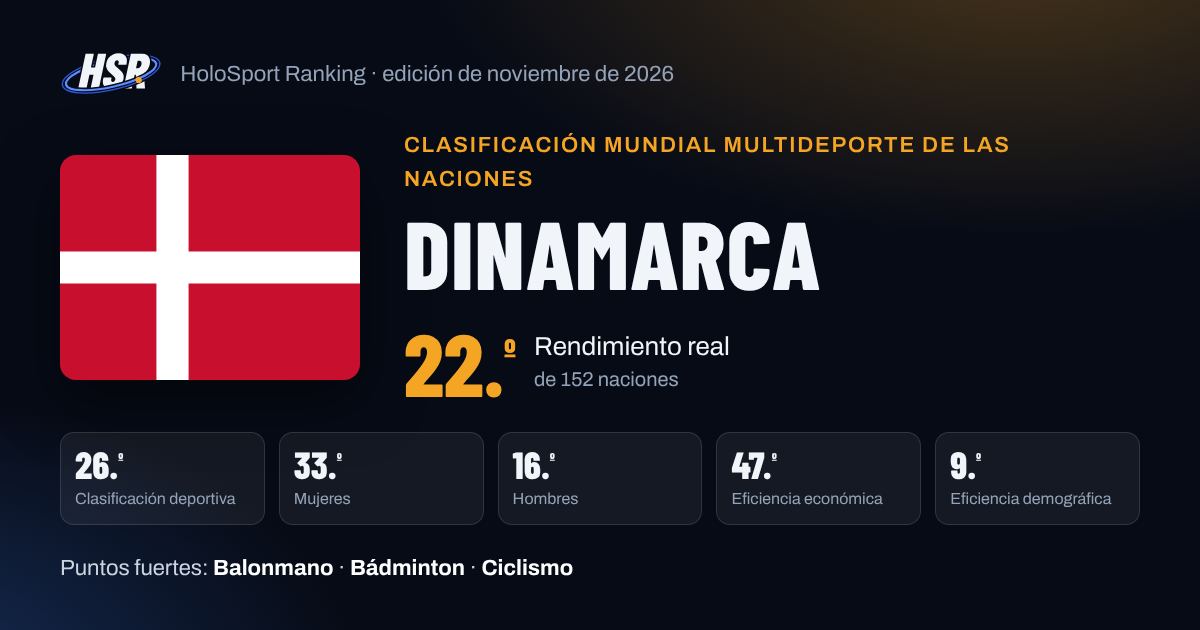 HSR
HoloSport Ranking · edición de noviembre de 2026
CLASIFICACIÓN MUNDIAL MULTIDEPORTE DE LAS
NACIONES
DINAMARCA
22.º
Rendimiento real
de 152 naciones
26.º
Clasificación deportiva
33.º
Mujeres
16.º
Hombres
47.º
Eficiencia económica
9.º
Eficiencia demográfica
Puntos fuertes: Balonmano · Bádminton · Ciclismo